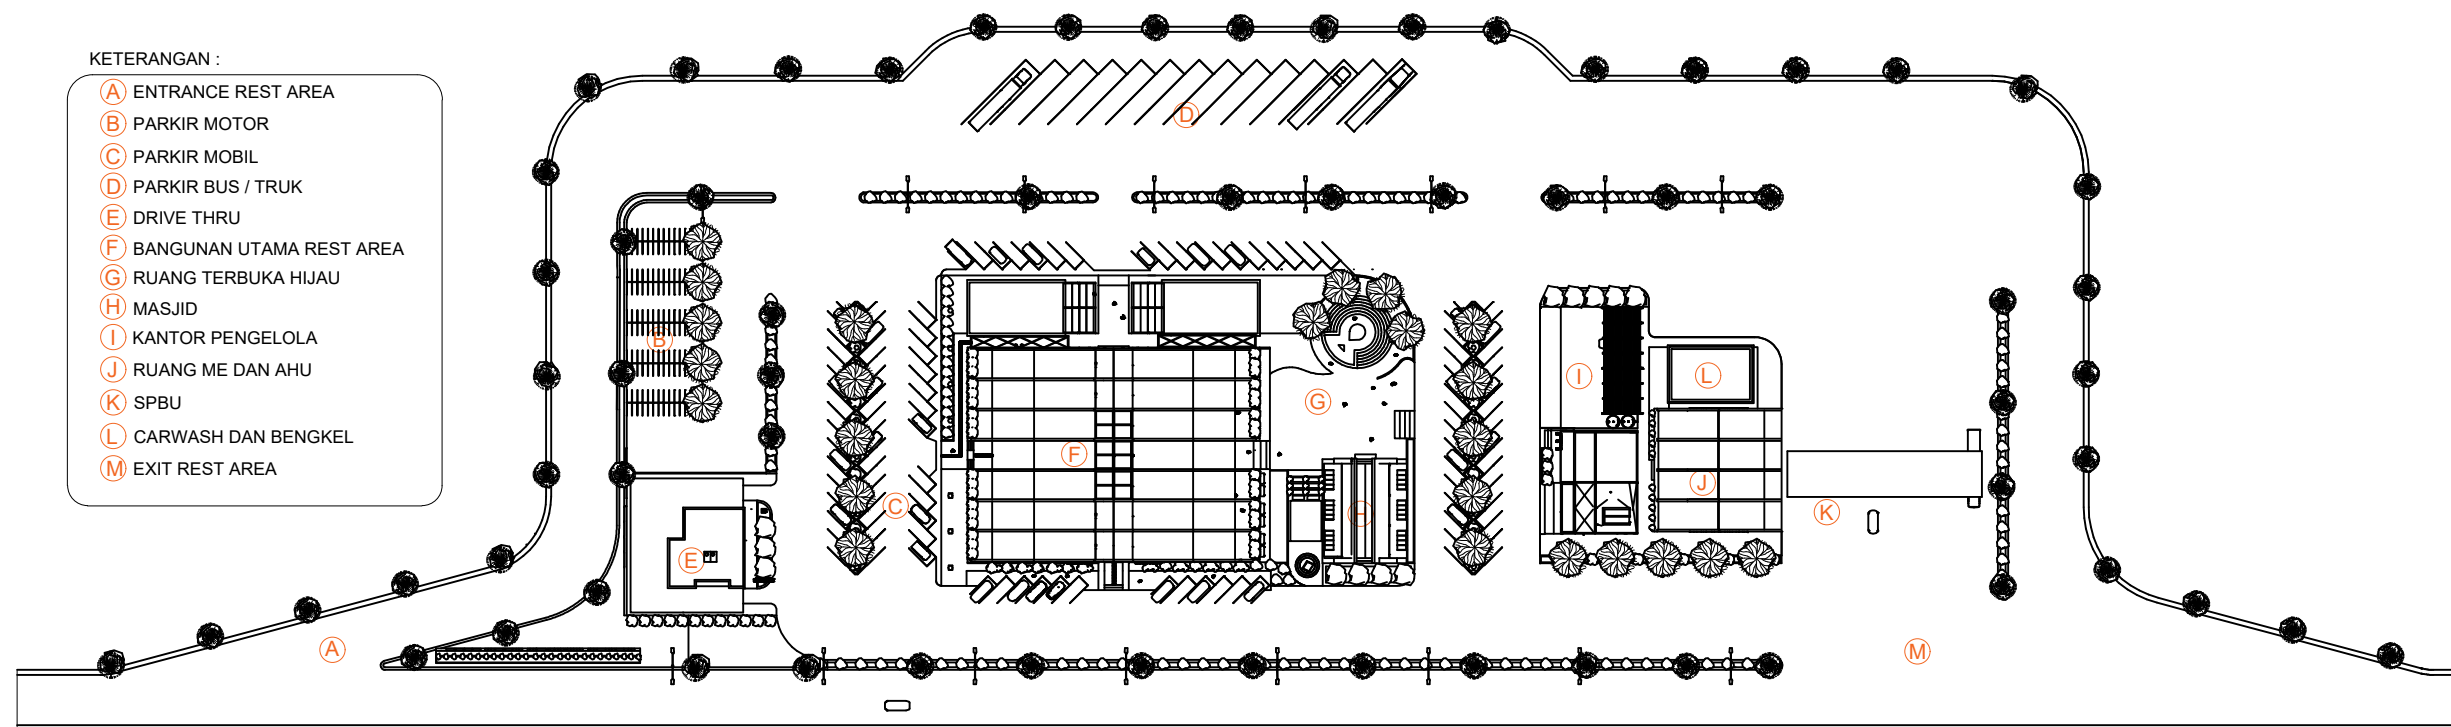 KETERANGAN :
A ENTRANCE REST AREA
B PARKIR MOTOR
C PARKIR MOBIL
D PARKIR BUS / TRUK
E DRIVE THRU
F BANGUNAN UTAMA REST AREA
G RUANG TERBUKA HIJAU
H MASJID
I KANTOR PENGELOLA
J RUANG ME DAN AHU
K SPBU
L CARWASH DAN BENGKEL
M EXIT REST AREA
D
B
I
L
G
F
J
C
K
H
E
A
M